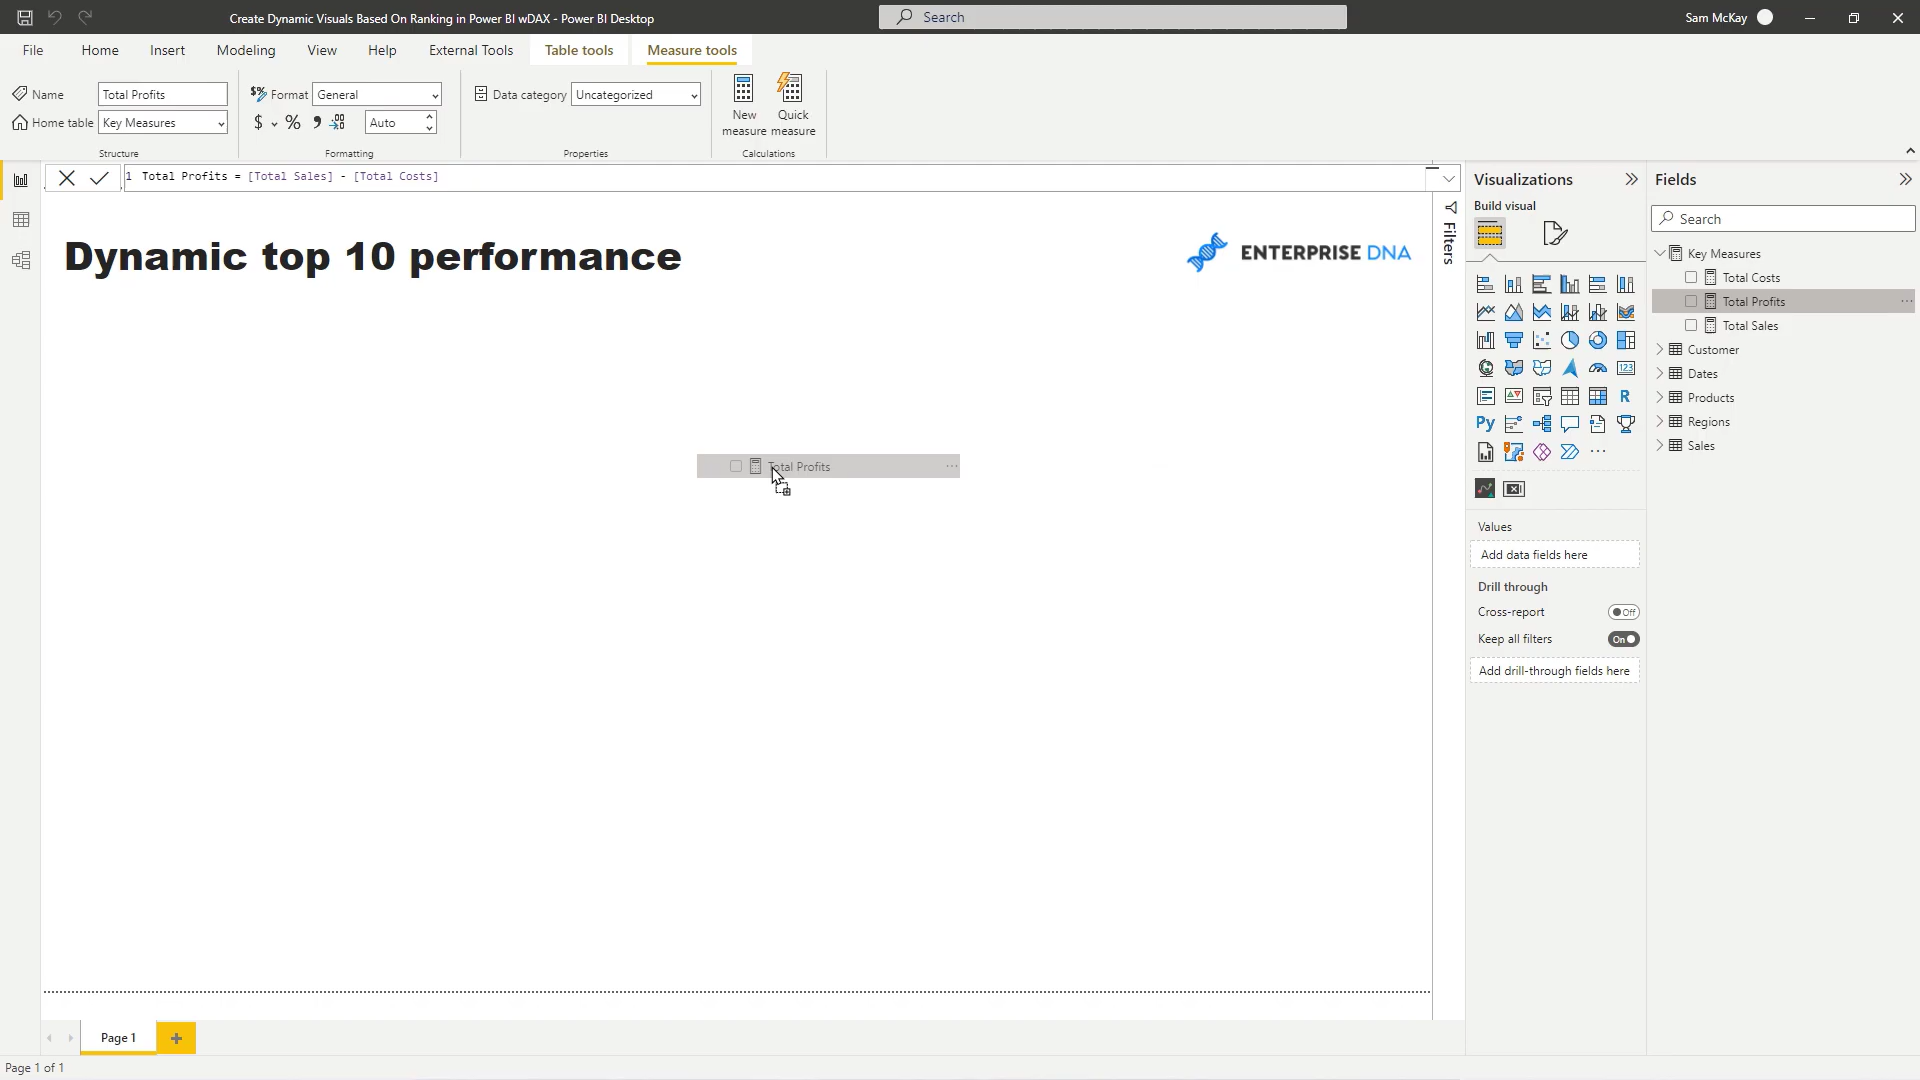 Create Dynamic Visuals Based On Ranking in Power BI wDAX - Power BI Desktop
Search
Sam McKay
File
Home
Insert
Modeling
View
Help
External Tools
Table tools
Measure tools
Name
Total Profits
Home table
Key Measures
Structure
Format
General
$
%
Auto
Formatting
Data category
Uncategorized
Properties
New measure
Quick measure
Calculations
1 Total Profits = [Total Sales] - [Total Costs]
Dynamic top 10 performance
ENTERPRISE DNA
Total Profits
Filters
Visualizations
Build visual
123
R
Py
Values
Add data fields here
Drill through
Cross-report
Off
Keep all filters
On
Add drill-through fields here
Fields
Search
Key Measures
Total Costs
Total Profits
Total Sales
Customer
Dates
Products
Regions
Sales
Page 1
Page 1 of 1